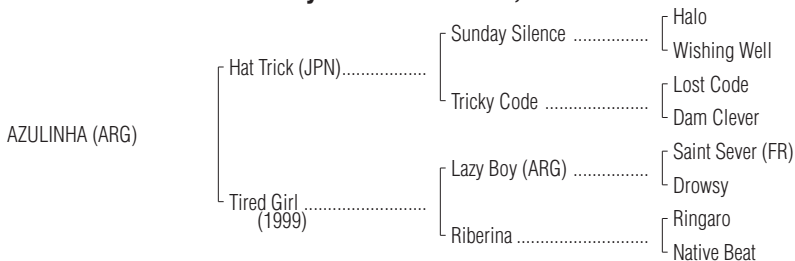 Halo
Sunday Silence ................
Wishing Well
Hat Trick (JPN)..................
Lost Code
Tricky Code ......................
Dam Clever
AZULINHA (ARG)
Saint Sever (FR)
Lazy Boy (ARG) ................
Drowsy
Tired Girl ..........................
(1999)
Ringaro
Riberina ............................
Native Beat